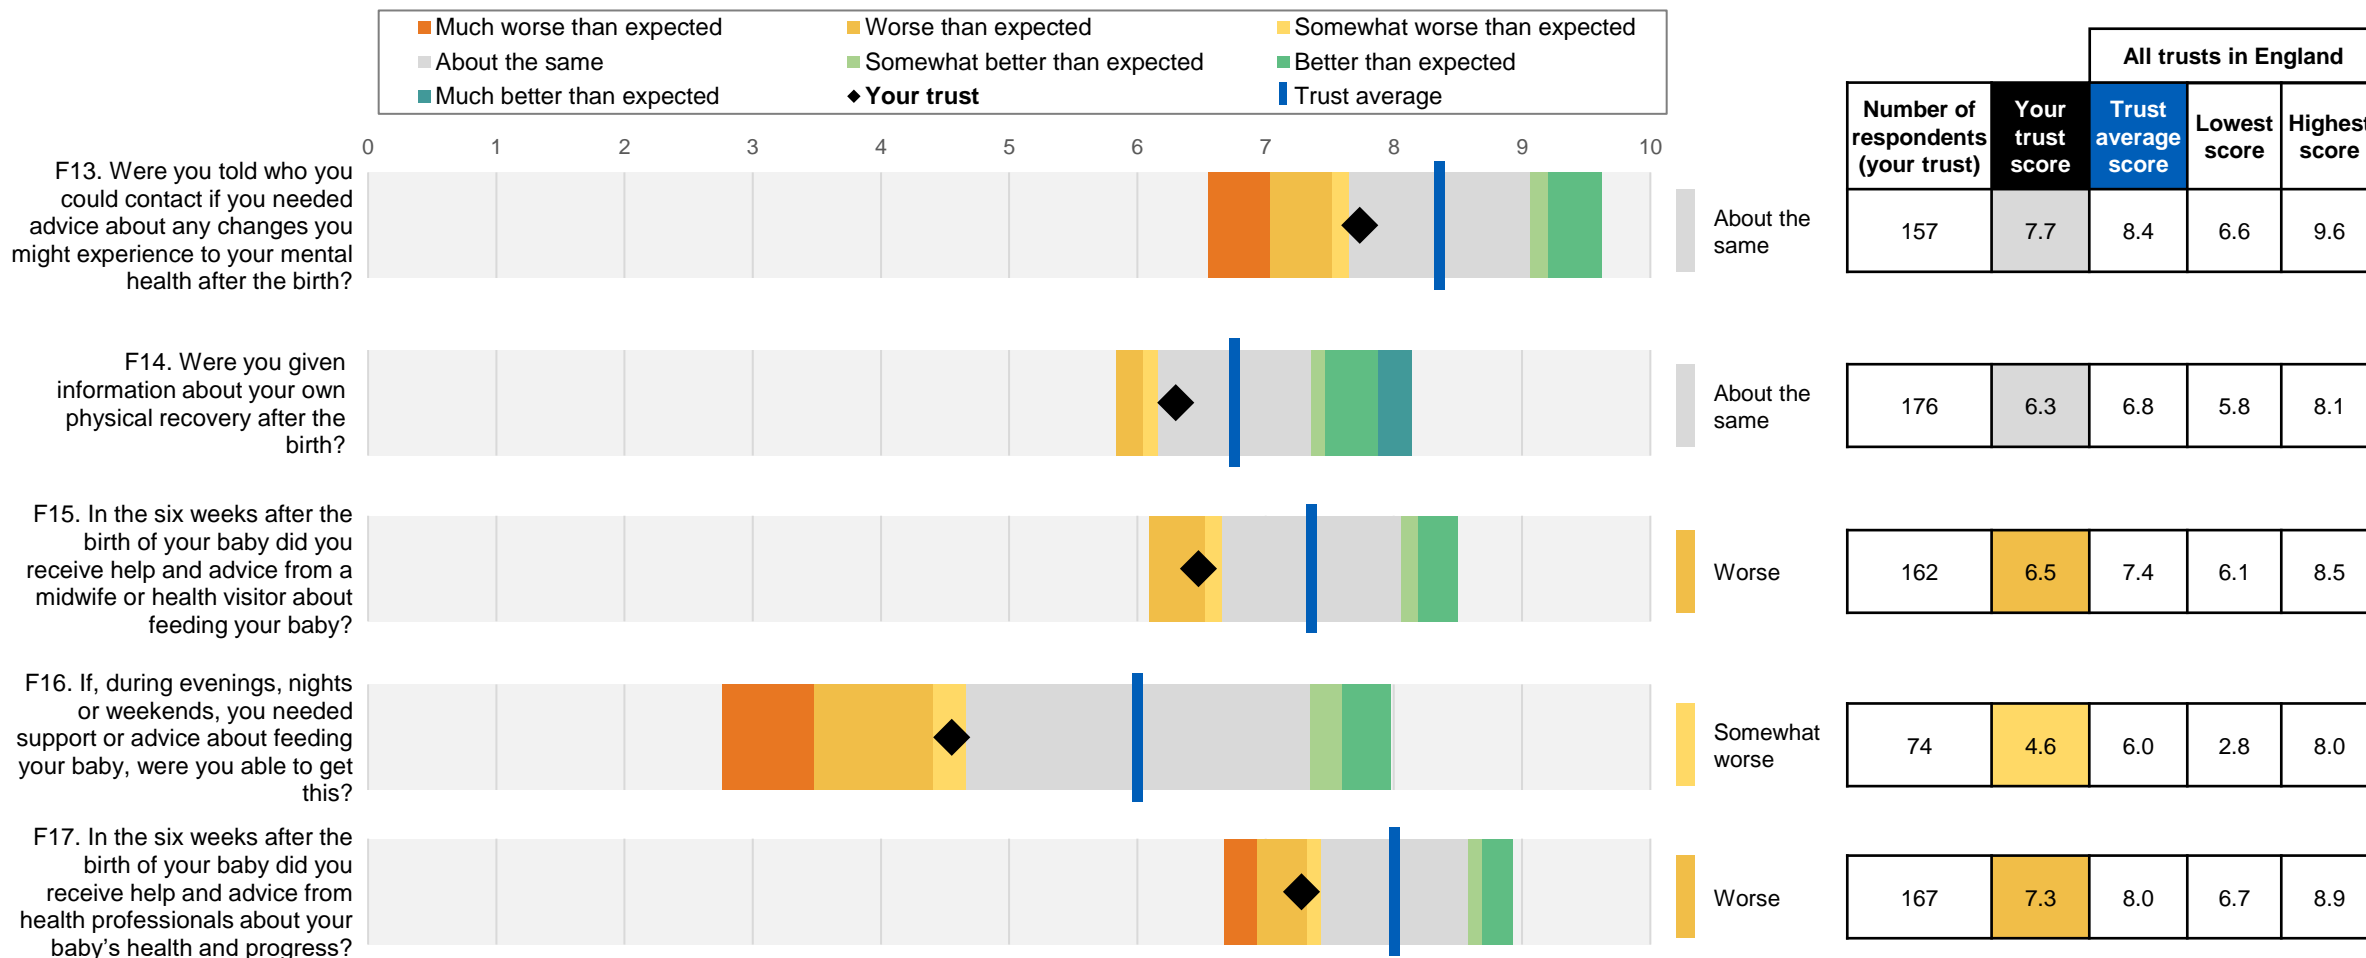 Much worse than expected
Worse than expected
Somewhat worse than expected
About the same
Somewhat better than expected
Better than expected
Much better than expected
Your trust
Trust average
All trusts in England
Number of
respondents
(your trust)
Your
trust
score
Trust
average
score
Lowest
score
Highest
score
0 1 2 3 4 5 6 7 8 9 10
F13. Were you told who you
could contact if you needed
advice about any changes you
might experience to your mental
health after the birth?
About the
same
157 7.7 8.4 6.6 9.6
F14. Were you given
information about your own
physical recovery after the
birth?
About the
same
176 6.3 6.8 5.8 8.1
F15. In the six weeks after the
birth of your baby did you
receive help and advice from a
midwife or health visitor about
feeding your baby?
Worse
162 6.5 7.4 6.1 8.5
F16. If, during evenings, nights
or weekends, you needed
support or advice about feeding
your baby, were you able to get
this?
Somewhat
worse
74 4.6 6.0 2.8 8.0
F17. In the six weeks after the
birth of your baby did you
receive help and advice from
health professionals about your
baby's health and progress?
Worse
167 7.3 8.0 6.7 8.9